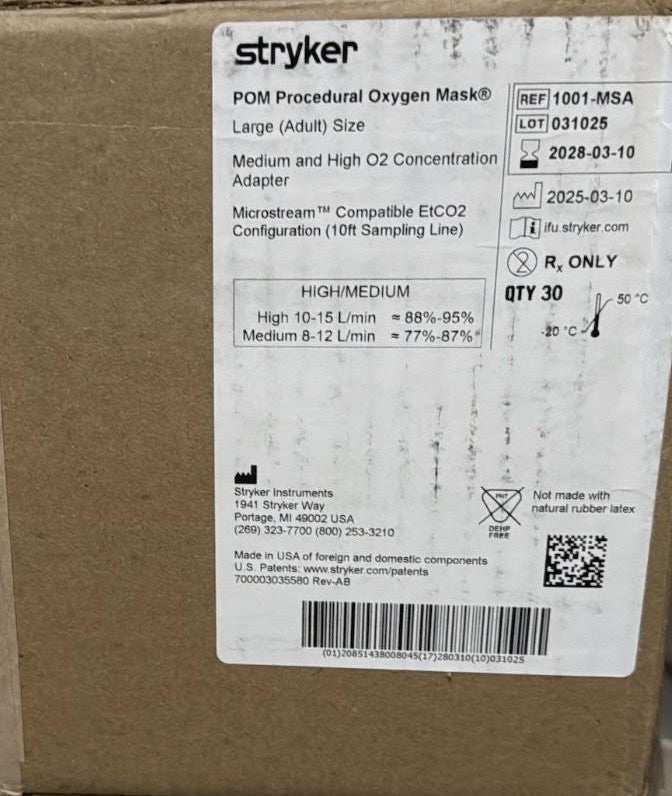 stryker
POM Procedural Oxygen Mask®
Large (Adult) Size
Medium and High O2 Concentration
Adapter
Microstream™ Compatible EtCO2
Configuration (10ft Sampling Line)
REF 1001-MSA
LOT 031025
2028-03-10
2025-03-10
ifu.stryker.com
2
Rx ONLY
QTY 30
50 °C
-20 °C
HIGH/MEDIUM
High 10-15 L/min ≈ 88%-95%
Medium 8-12 L/min ≈ 77%-87%
Stryker Instruments
1941 Stryker Way
Portage, MI 49002 USA
(269) 323-7700 (800) 253-3210
PHT
DEHP
FREE
Not made with
natural rubber latex
Made in USA of foreign and domestic components
U.S. Patents: www.stryker.com/patents
700003035580 Rev-AB
(01)20851438008045(17)280310(10)031025